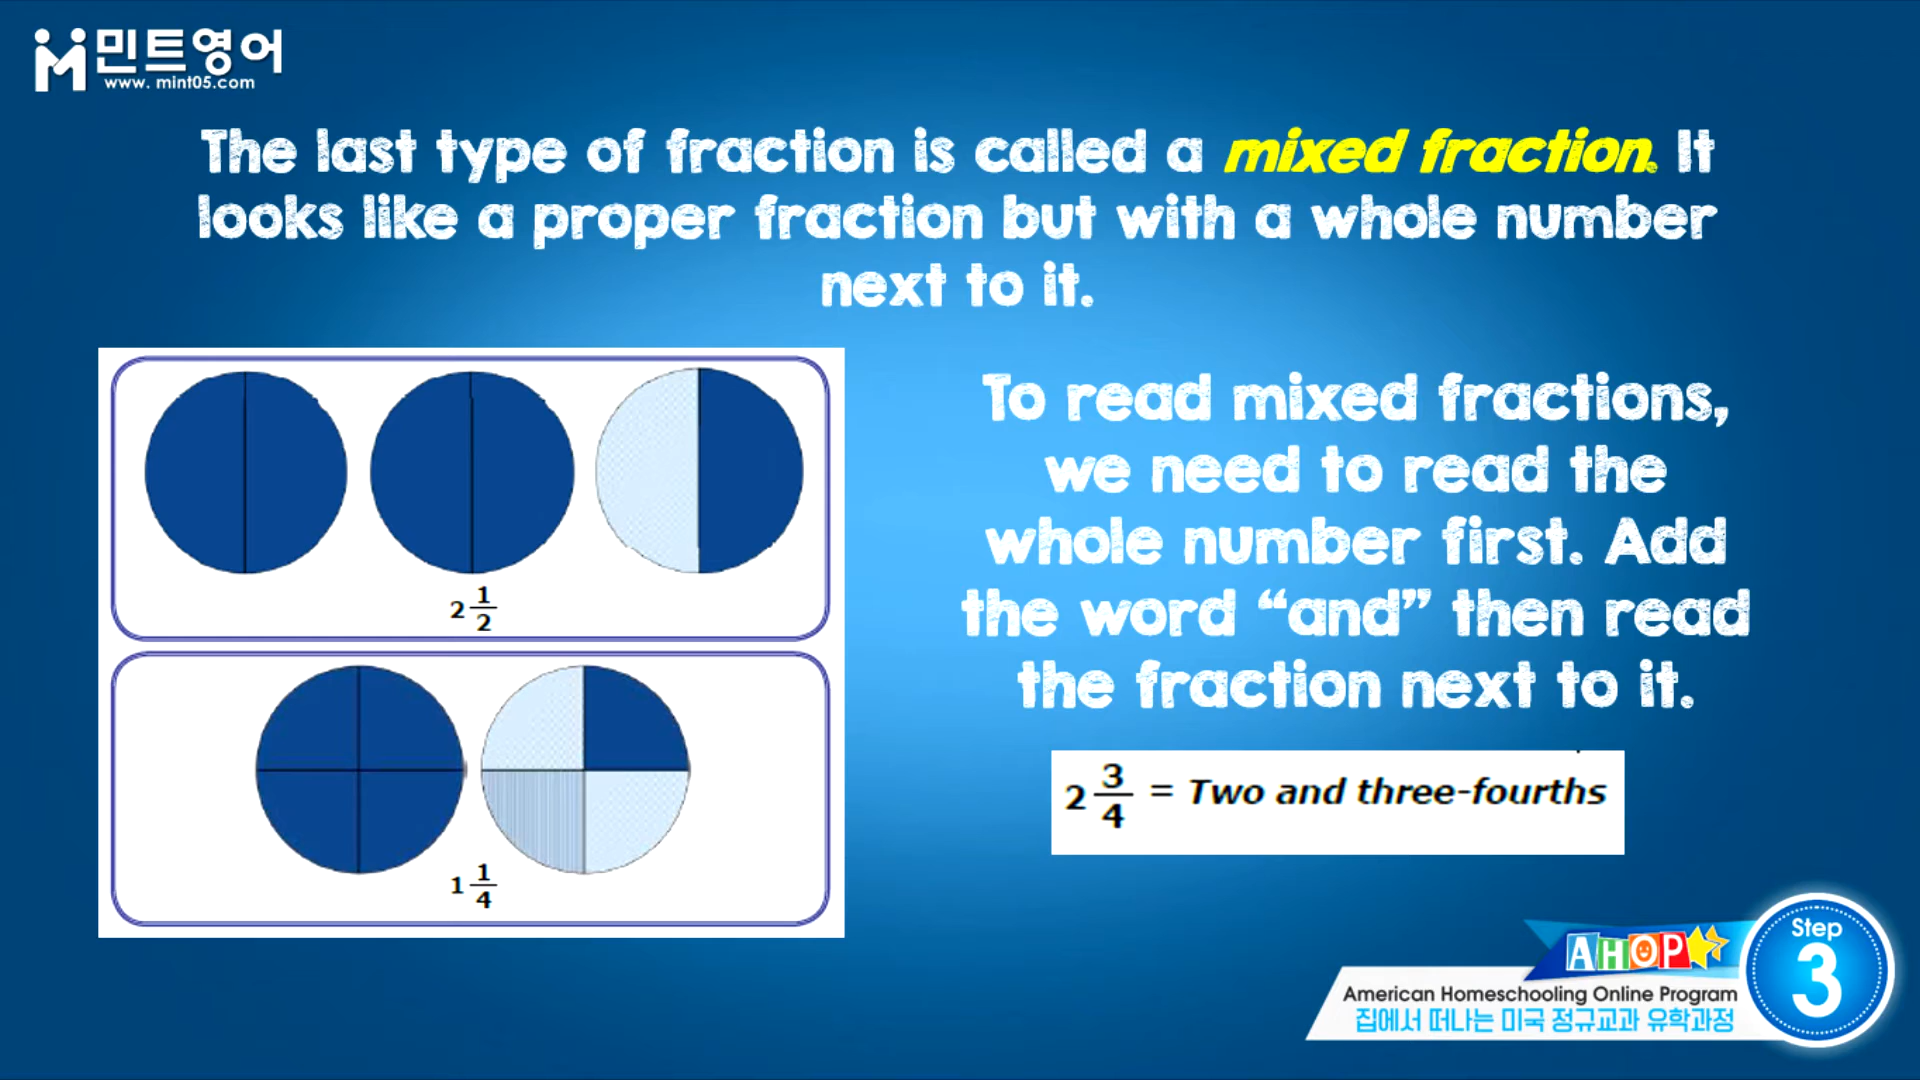 민트영어
www. mint05.com
The last type of fraction is called a mixed fraction. It
looks like a proper fraction but with a whole number
next to it.
2 1/2
1 1/4
To read mixed fractions,
we need to read the
whole number first. Add
the word “and” then read
the fraction next to it.
2 3/4 = Two and three-fourths
AHOP
American Homeschooling Online Program
집에서 떠나는 미국 정규교과 유학과정
Step
3